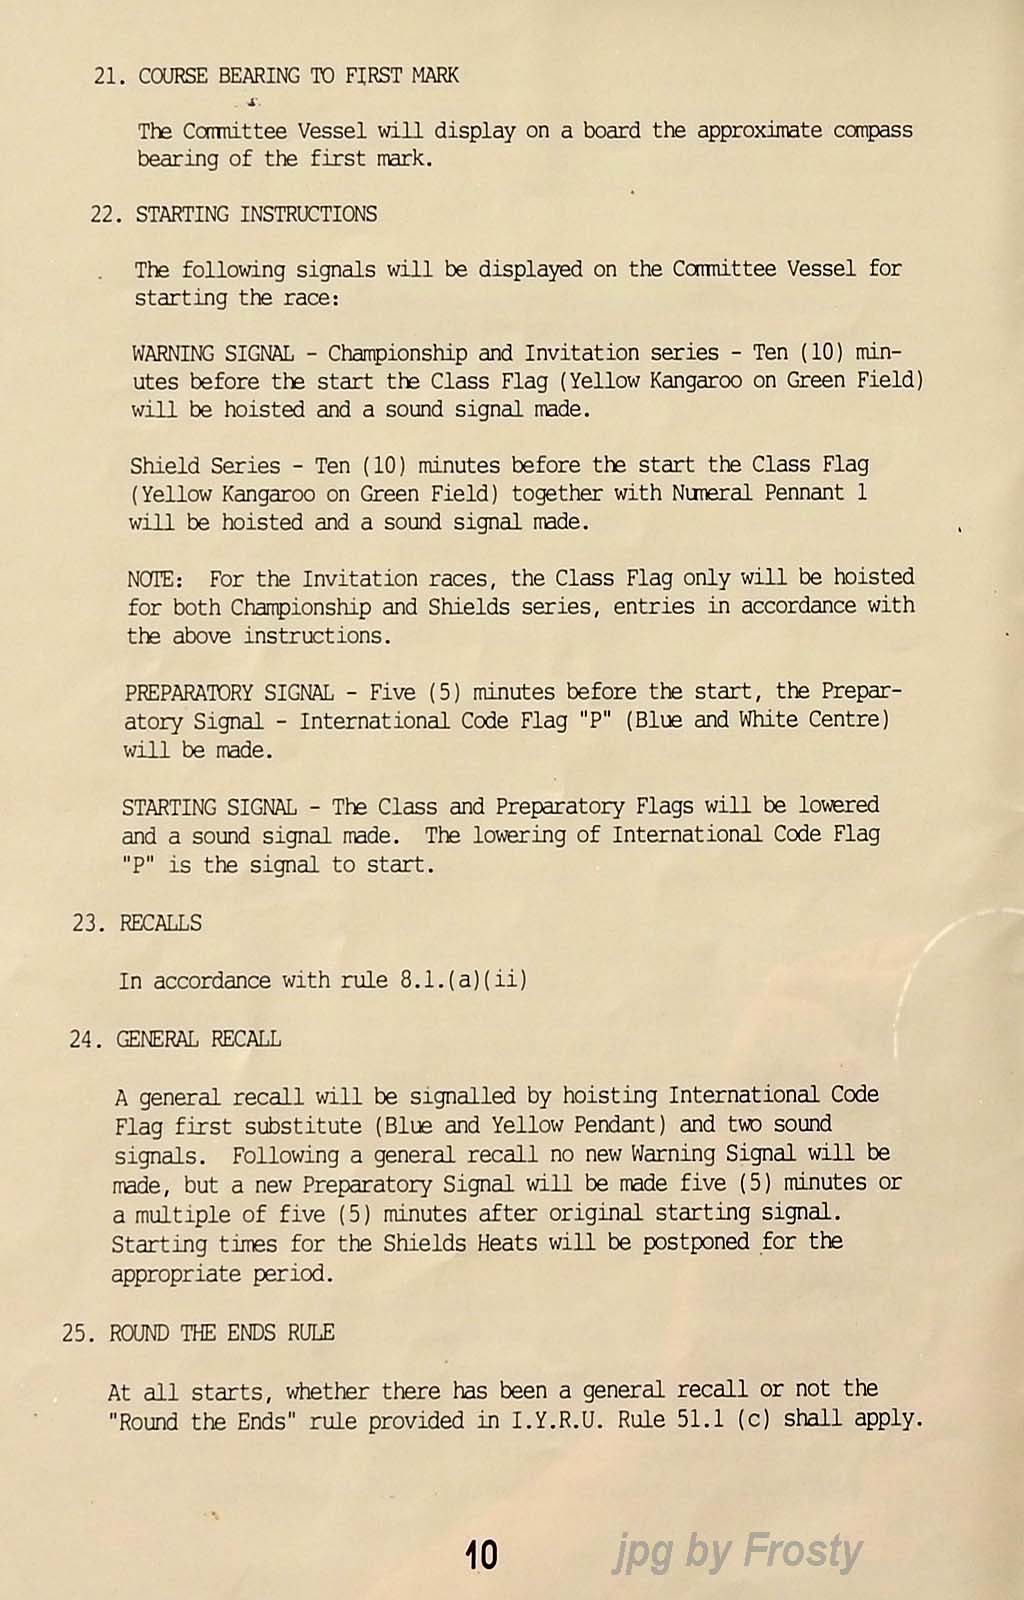 21. COURSE BEARING TO FIRST MARK
The Committee Vessel will display on a board the approximate compass
bearing of the first mark.
22. STARTING INSTRUCTIONS
The following signals will be displayed on the Committee Vessel for
starting the race:
WARNING SIGNAL - Championship and Invitation series - Ten (10) min-
utes before the start the Class Flag (Yellow Kangaroo on Green Field)
will be hoisted and a sound signal made.
Shield Series - Ten (10) minutes before the start the Class Flag
(Yellow Kangaroo on Green Field) together with Numeral Pennant 1
will be hoisted and a sound signal made.
NOTE: For the Invitation races, the Class Flag only will be hoisted
for both Championship and Shields series, entries in accordance with
the above instructions.
PREPARATORY SIGNAL - Five (5) minutes before the start, the Prepar-
atory Signal - International Code Flag "P" (Blue and White Centre)
will be made.
STARTING SIGNAL - The Class and Preparatory Flags will be lowered
and a sound signal made. The lowering of International Code Flag
"P" is the signal to start.
23. RECALLS
In accordance with rule 8.1.(a)(ii)
24. GENERAL RECALL
A general recall will be signalled by hoisting International Code
Flag first substitute (Blue and Yellow Pendant) and two sound
signals. Following a general recall no new Warning Signal will be
made, but a new Preparatory Signal will be made five (5) minutes or
a multiple of five (5) minutes after original starting signal.
Starting times for the Shields Heats will be postponed for the
appropriate period.
25. ROUND THE ENDS RULE
At all starts, whether there has been a general recall or not the
"Round the Ends" rule provided in I.Y.R.U. Rule 51.1 (c) shall apply.
10
jpg by Frosty